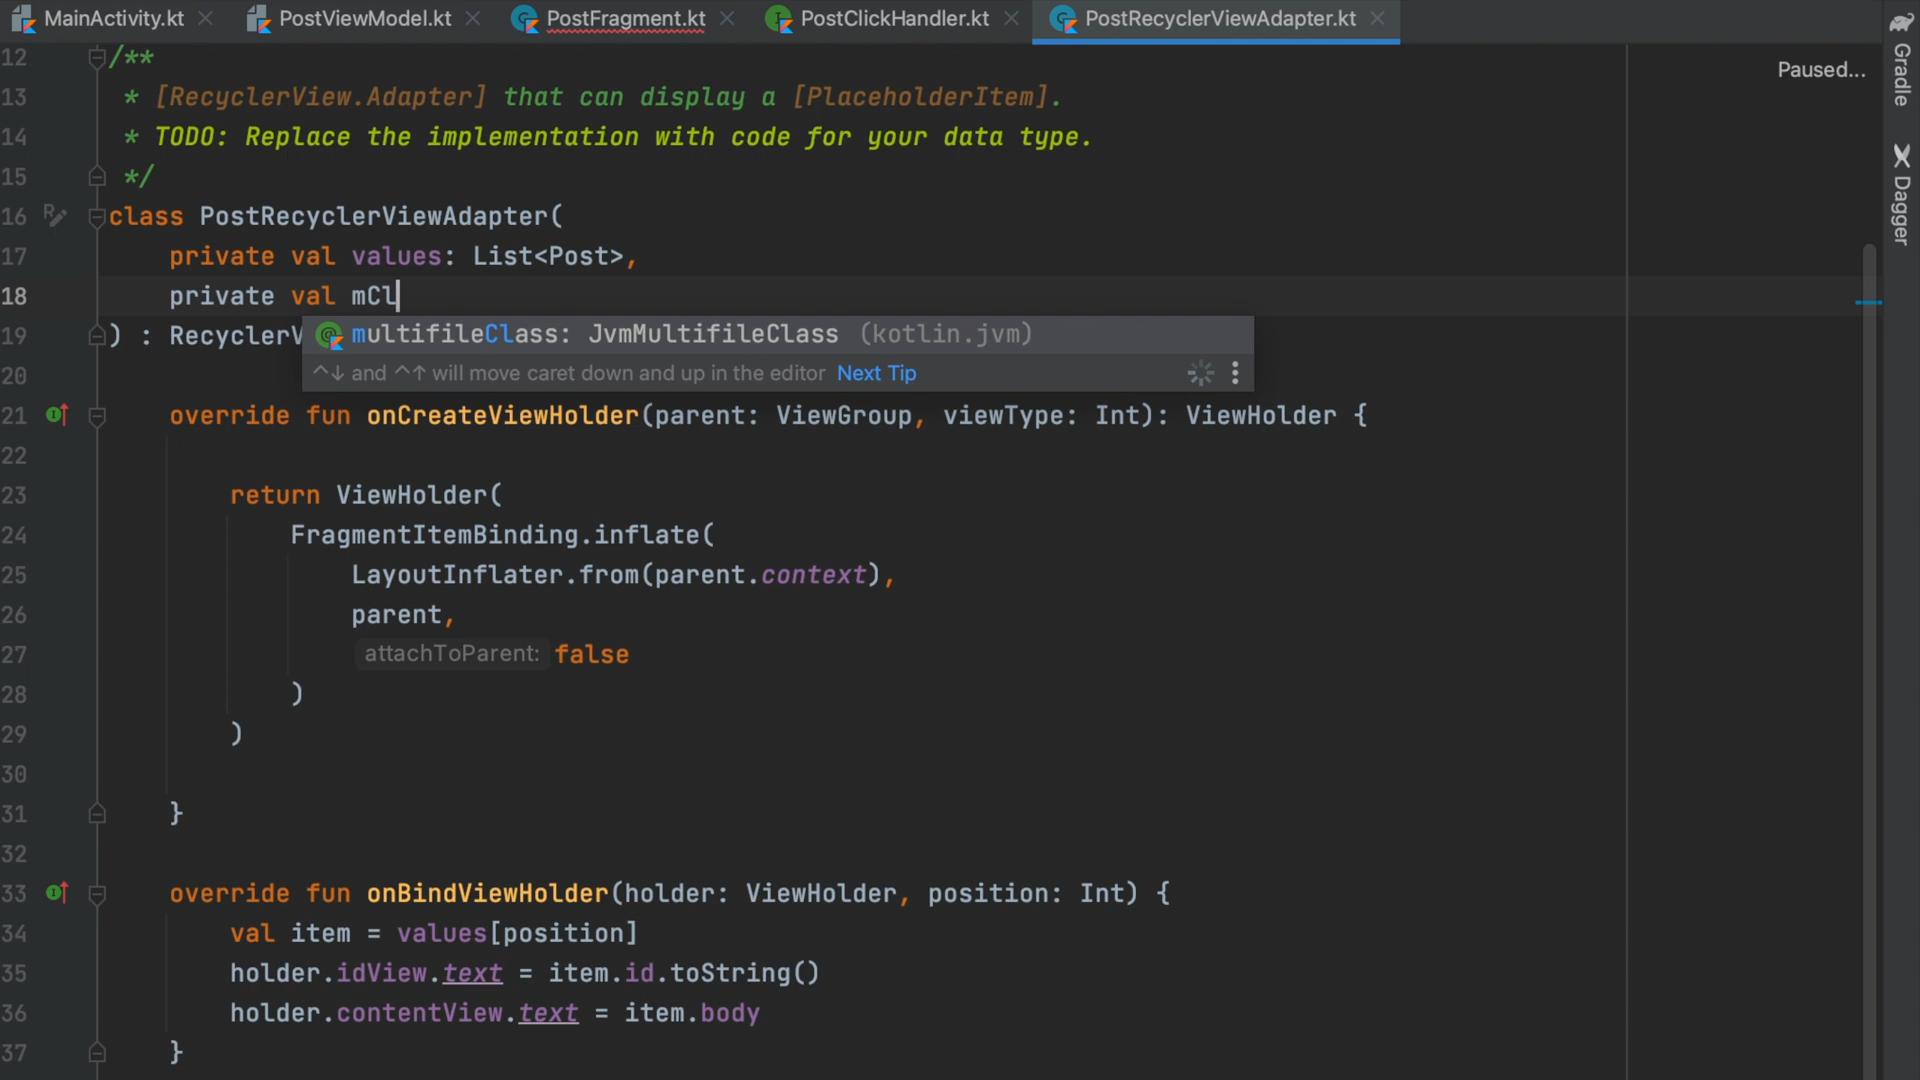 MainActivity.kt PostViewModel.kt PostFragment.kt PostClickHandler.kt PostRecyclerViewAdapter.kt
Paused...
Gradle
Dagger
12 /**
13 * [RecyclerView.Adapter] that can display a [PlaceholderItem].
14 * TODO: Replace the implementation with code for your data type.
15 */
16 class PostRecyclerViewAdapter(
17 private val values: List<Post>,
18 private val mCl
19 ) : RecyclerV
multifileClass: JvmMultifileClass (kotlin.jvm)
^↓ and ^↑ will move caret down and up in the editor Next Tip
20
21 override fun onCreateViewHolder(parent: ViewGroup, viewType: Int): ViewHolder {
22
23 return ViewHolder(
24 FragmentItemBinding.inflate(
25 LayoutInflater.from(parent.context),
26 parent,
27 attachToParent: false
28 )
29 )
30
31 }
32
33 override fun onBindViewHolder(holder: ViewHolder, position: Int) {
34 val item = values[position]
35 holder.idView.text = item.id.toString()
36 holder.contentView.text = item.body
37 }